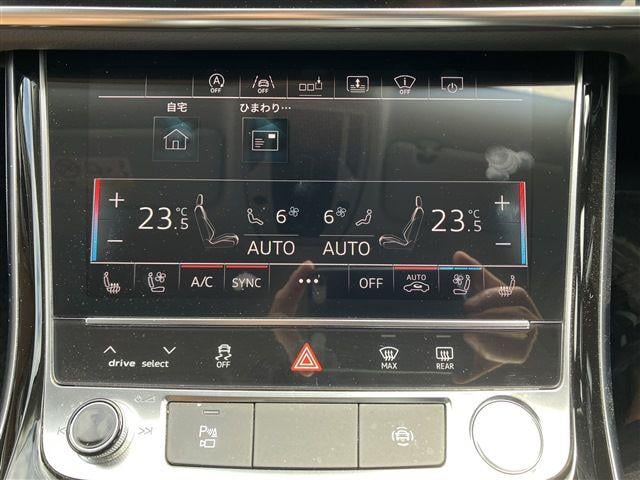 A
OFF
OFF
OFF
自宅 ひまわり…
+ 23.5 °C 6 6 23.5 °C +
− AUTO AUTO −
A/C SYNC ••• OFF AUTO
drive select OFF MAX REAR
P